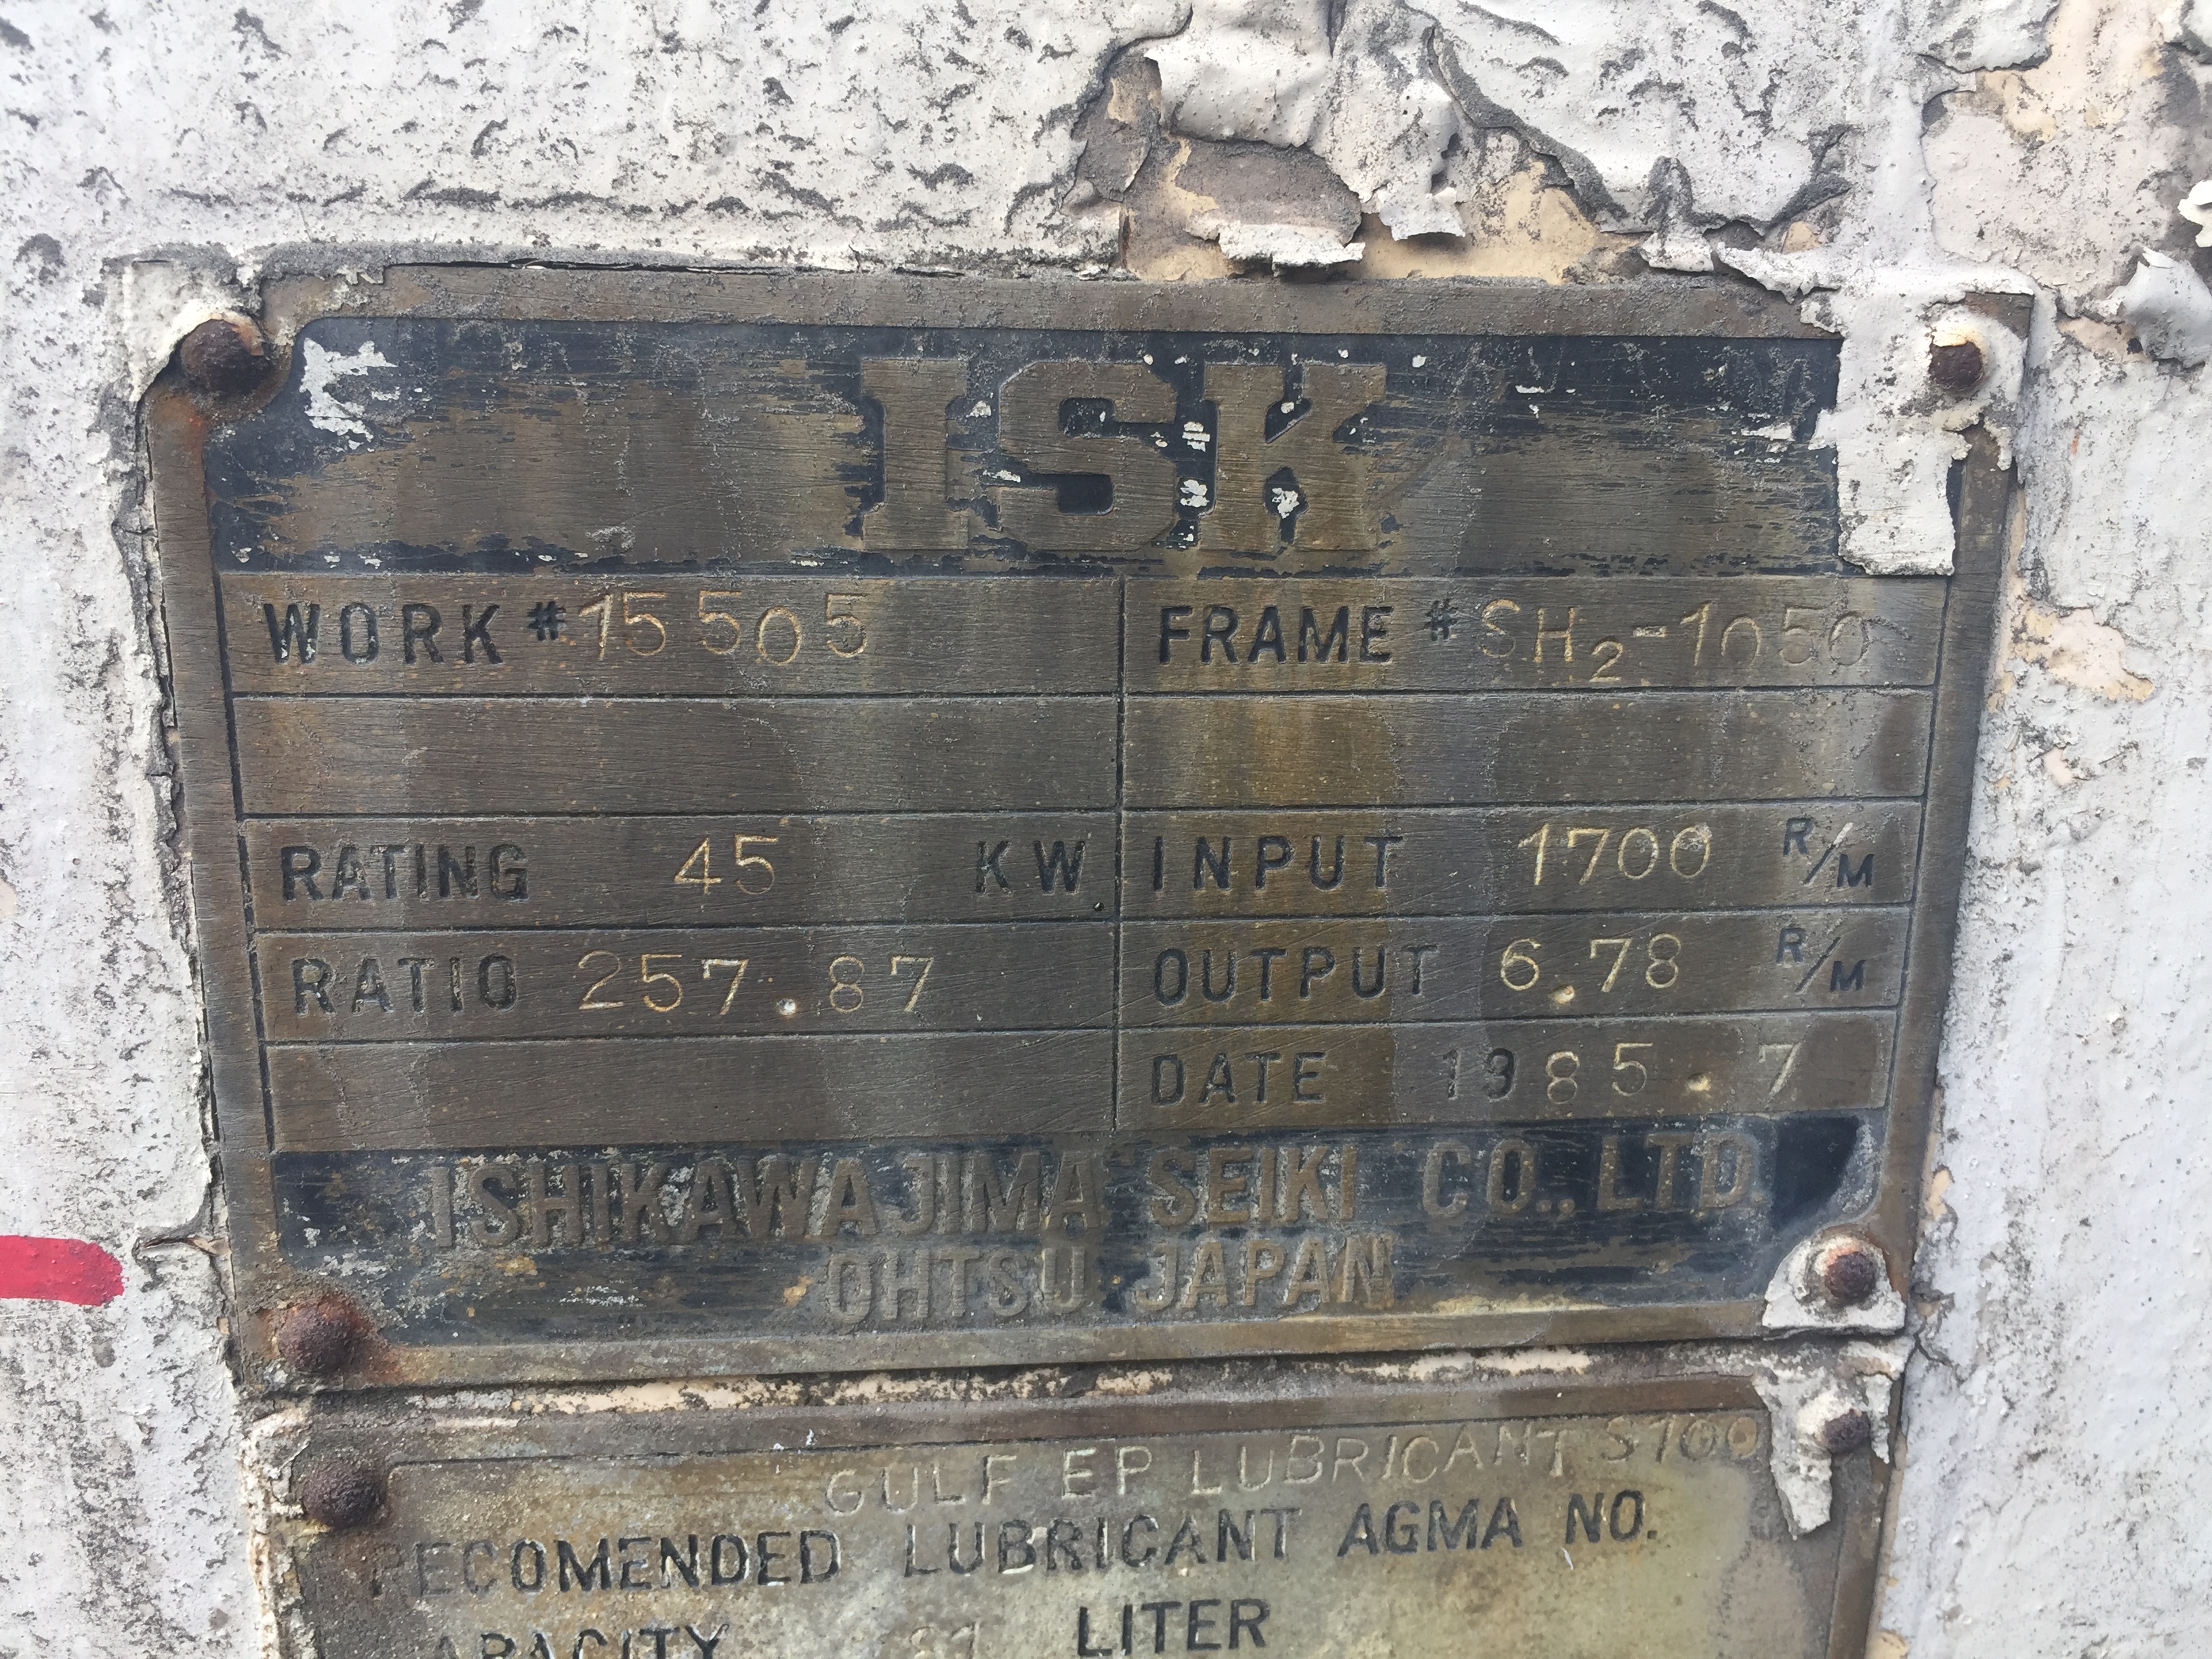 ISK
WORK # 15505 FRAME # SH2-1050
RATING 45 KW INPUT 1700 R/M
RATIO 257.87 OUTPUT 6.78 R/M
DATE 1985.7
ISHIKAWAJIMA SEIKI CO., LTD.
OHTSU JAPAN
GULF EP LUBRICANT S100
RECOMENDED LUBRICANT AGMA NO.
LITER